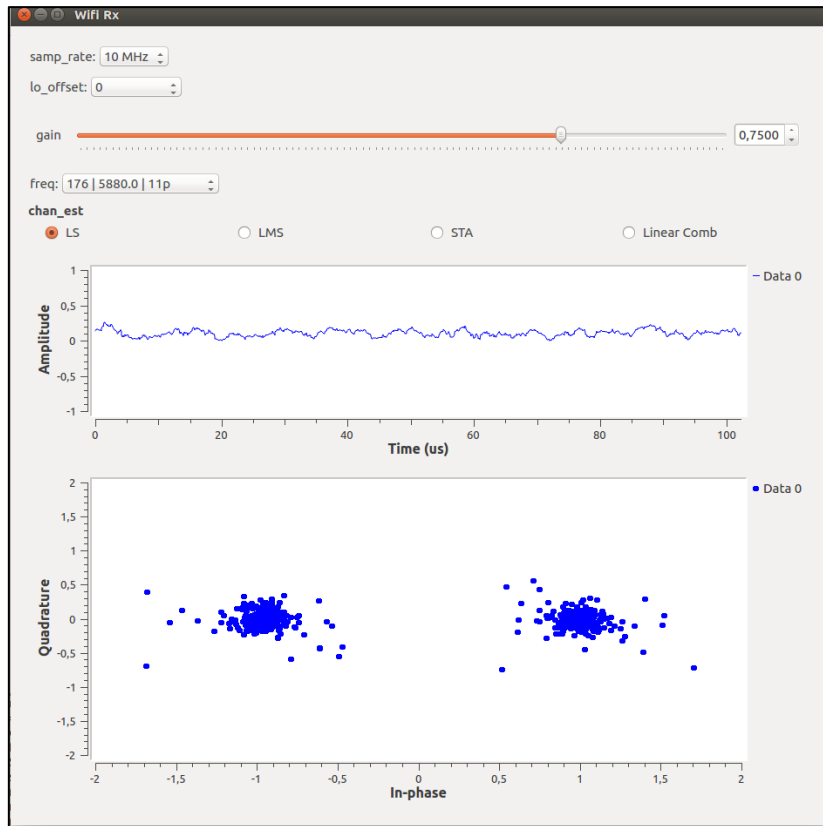 Wifi Rx
samp_rate: 10 MHz
lo_offset: 0
gain 0,7500
freq: 176 | 5880.0 | 11p
chan_est
LS LMS STA Linear Comb
1
0,5
0
-0,5
-1
Amplitude
Data 0
0 20 40 60 80 100
Time (us)
2
1,5
1
0,5
0
-0,5
-1
-1,5
-2
Quadrature
Data 0
-2 -1,5 -1 -0,5 0 0,5 1 1,5 2
In-phase